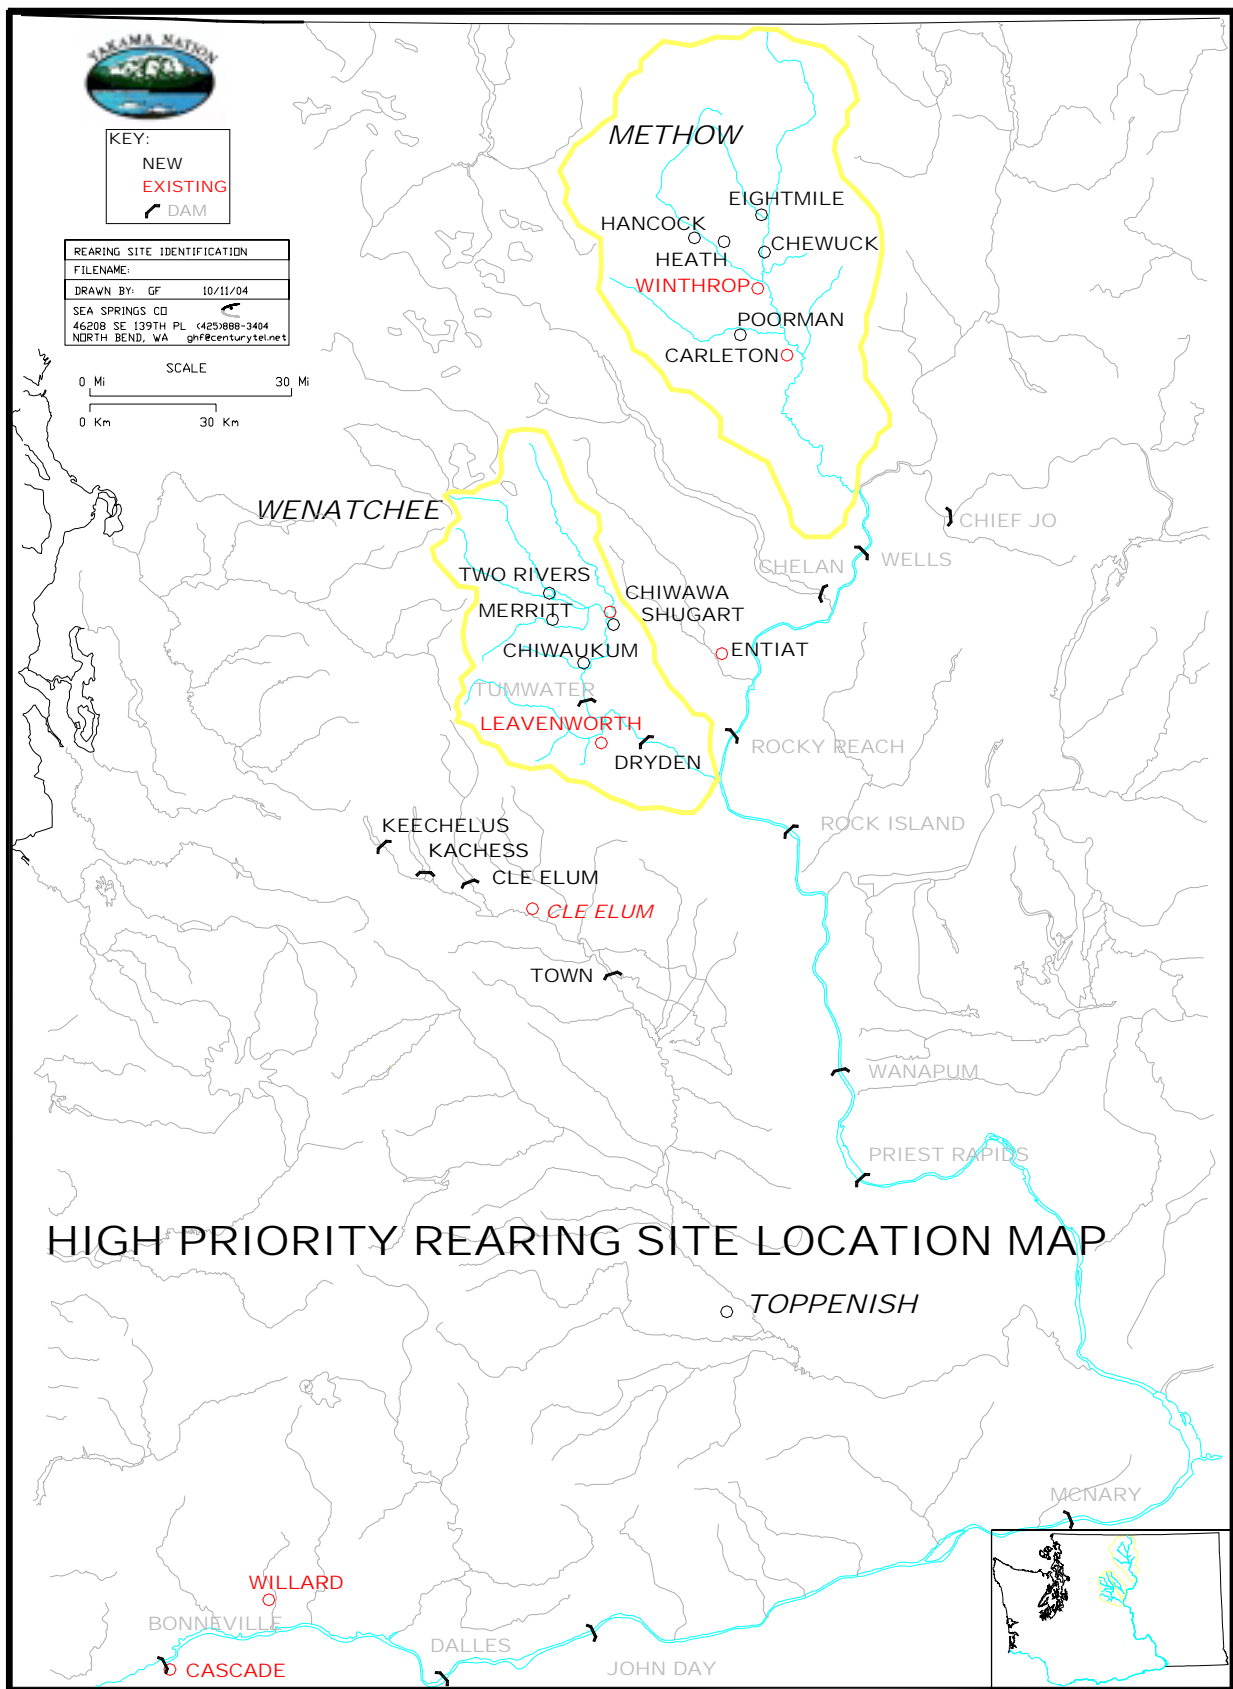 YAKAMA NATION
KEY:
NEW
EXISTING
DAM
REARING SITE IDENTIFICATION
FILENAME:
DRAWN BY: GF 10/11/04
SEA SPRINGS CO
46208 SE 139TH PL (425)888-3404
NORTH BEND, WA ghf@centurytel.net
SCALE
0 Mi 30 Mi
0 Km 30 Km
METHOW
EIGHTMILE
HANCOCK
CHEWUCK
HEATH
WINTHROP
POORMAN
CARLETON
WENATCHEE
CHIEF JO
WELLS
CHELAN
TWO RIVERS
CHIWAWA
MERRITT
SHUGART
CHIWAUKUM
ENTIAT
TUMWATER
LEAVENWORTH
ROCKY REACH
DRYDEN
ROCK ISLAND
KEECHELUS
KACHESS
CLE ELUM
CLE ELUM
TOWN
WANAPUM
PRIEST RAPIDS
HIGH PRIORITY REARING SITE LOCATION MAP
TOPPENISH
MCNARY
WILLARD
BONNEVILLE
DALLES
JOHN DAY
CASCADE